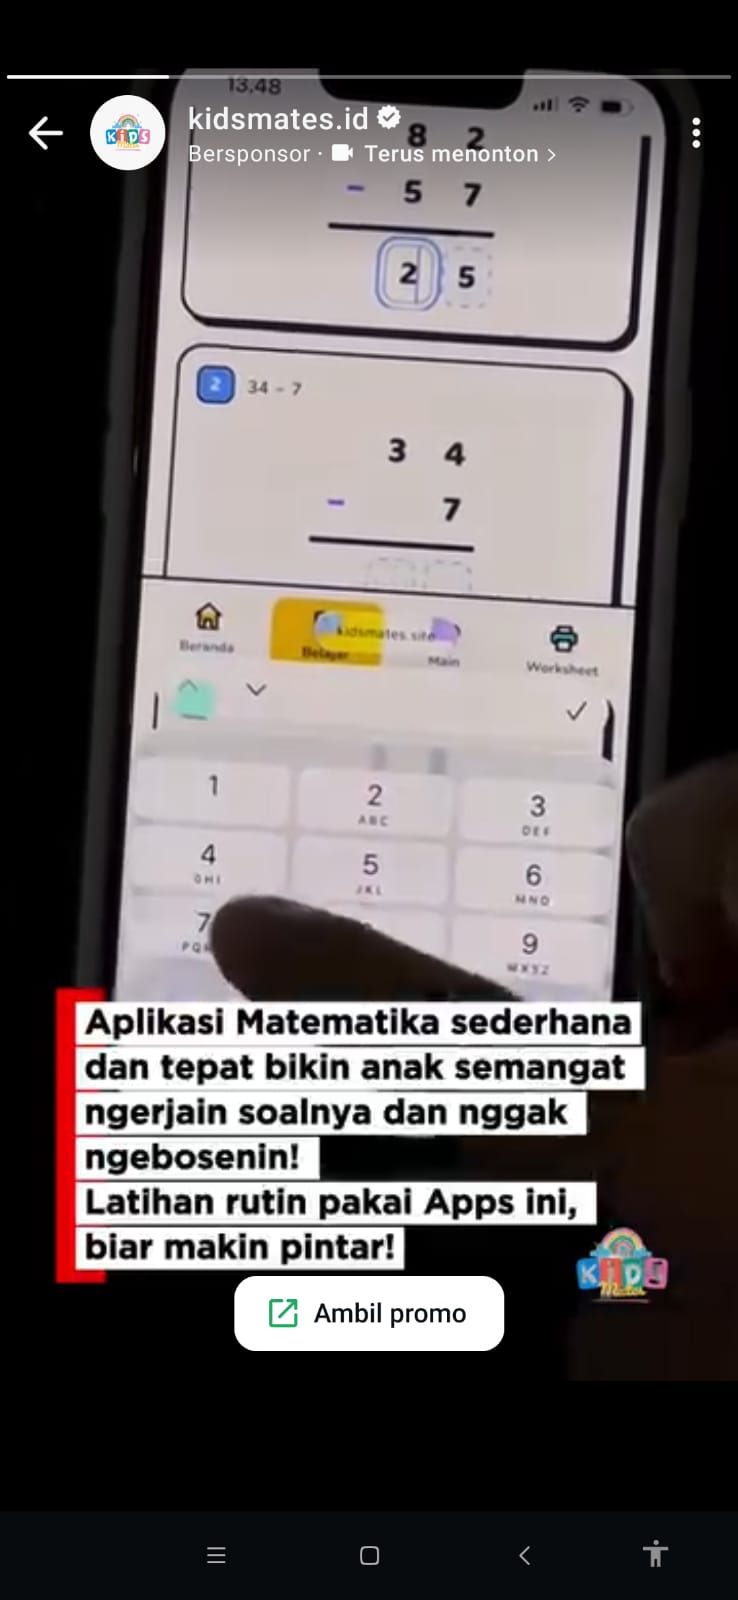 13.48
kidsmates.id
Bersponsor · Terus menonton >
8 2
- 5 7
2 5
2 34 - 7
3 4
- 7
Beranda
Belajar
kidsmates.site
Main
Worksheet
1
2 ABC
3 DEF
4 GHI
5 JKL
6 MNO
7
9 WXYZ
Aplikasi Matematika sederhana
dan tepat bikin anak semangat
ngerjain soalnya dan nggak
ngebosenin!
Latihan rutin pakai Apps ini,
biar makin pintar!
KiDS
Mates
Ambil promo